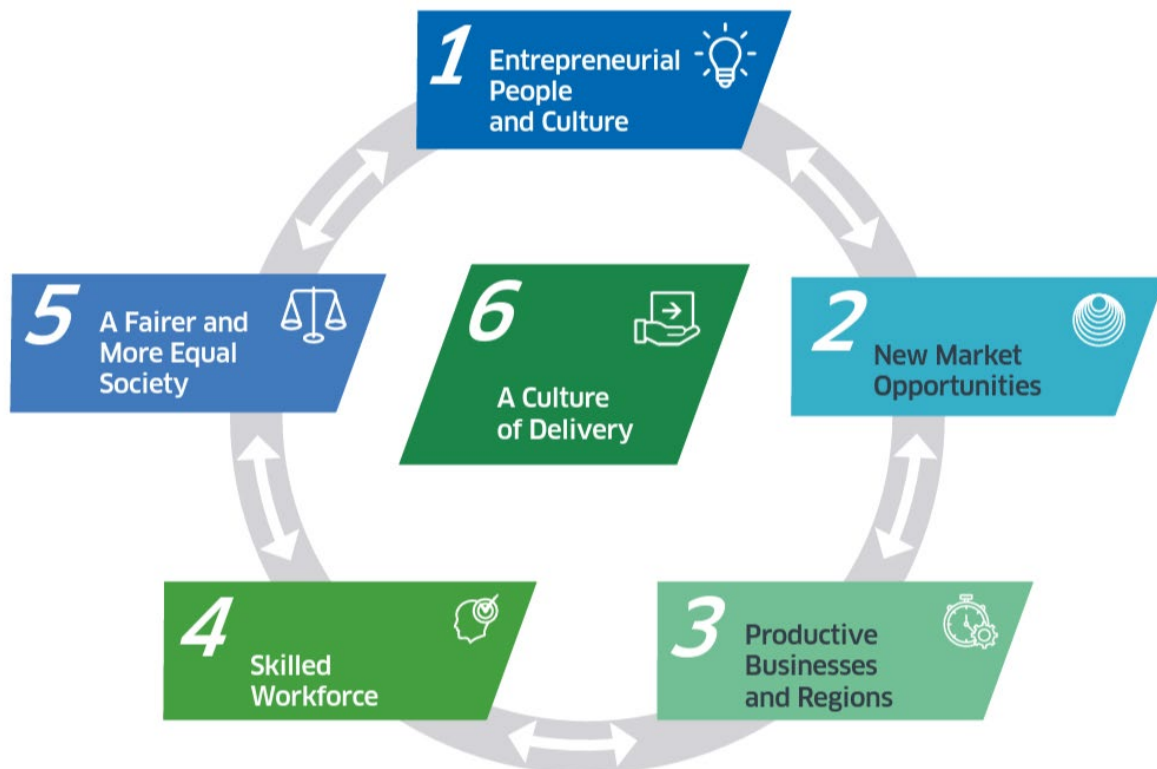 1
Entrepreneurial
People
and Culture
2
New Market
Opportunities
3
Productive
Businesses
and Regions
4
Skilled
Workforce
5
A Fairer and
More Equal
Society
6
A Culture
of Delivery